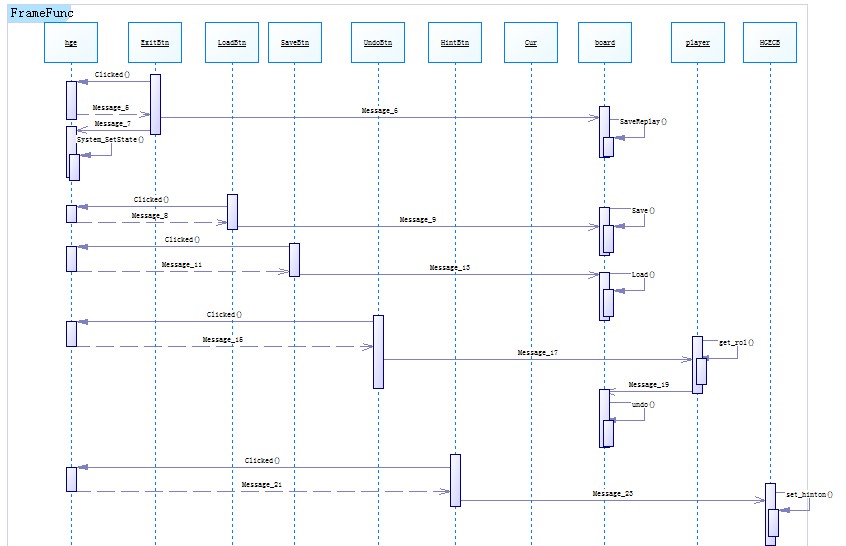 FrameFunc
hge ExitBtn LoadBtn SaveBtn UndoBtn HintBtn Cur board player HGECB
Clicked()
Message_5 Message_6
SaveReplay()
Message_7
System_SetState()
Clicked()
Save()
Message_8 Message_9
Clicked()
Message_11 Message_13
Load()
Clicked()
Message_15 get_rol()
Message_17
Message_19
undo()
Clicked()
Message_21 Message_23 set_hinton()